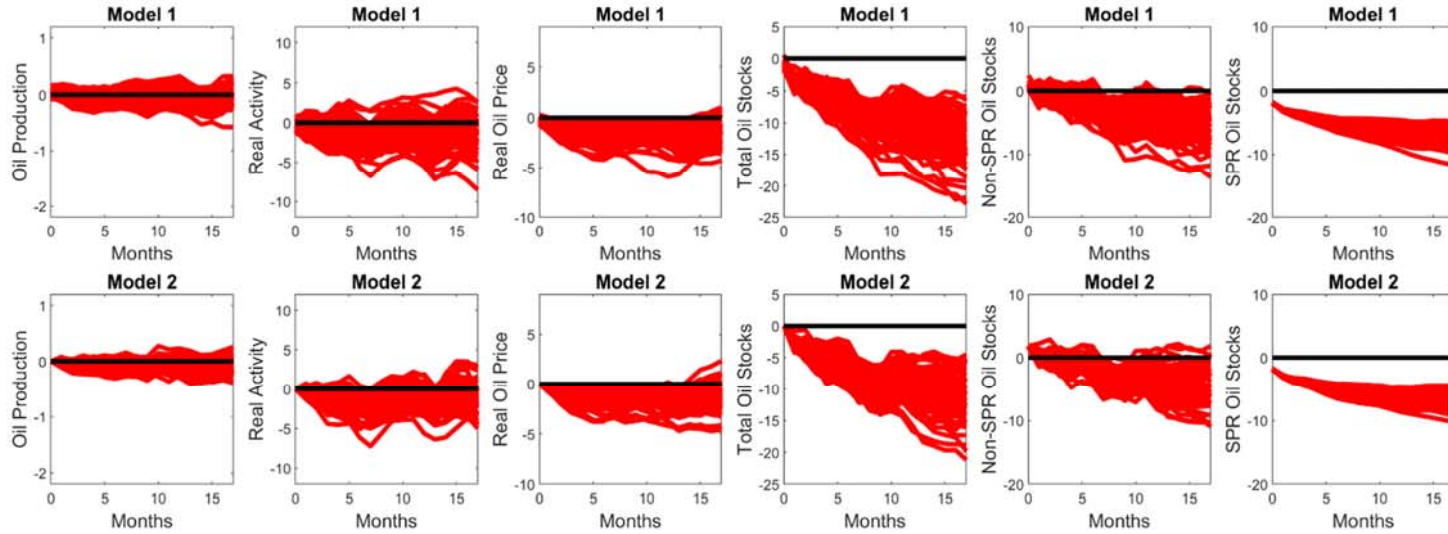 Model 1
Model 1
Model 1
Model 1
Model 1
Model 1
Oil Production
1
0
-1
-2
0 5 10 15
Months
Real Activity
10
5
0
-5
-10
0 5 10 15
Months
Real Oil Price
5
0
-5
-10
0 5 10 15
Months
Total Oil Stocks
5
0
-5
-10
-15
-20
-25
0 5 10 15
Months
Non-SPR Oil Stocks
10
0
-10
-20
0 5 10 15
Months
SPR Oil Stocks
10
0
-10
-20
0 5 10 15
Months
Model 2
Model 2
Model 2
Model 2
Model 2
Model 2
Oil Production
1
0
-1
-2
0 5 10 15
Months
Real Activity
10
5
0
-5
-10
0 5 10 15
Months
Real Oil Price
5
0
-5
-10
0 5 10 15
Months
Total Oil Stocks
5
0
-5
-10
-15
-20
-25
0 5 10 15
Months
Non-SPR Oil Stocks
10
0
-10
-20
0 5 10 15
Months
SPR Oil Stocks
10
0
-10
-20
0 5 10 15
Months